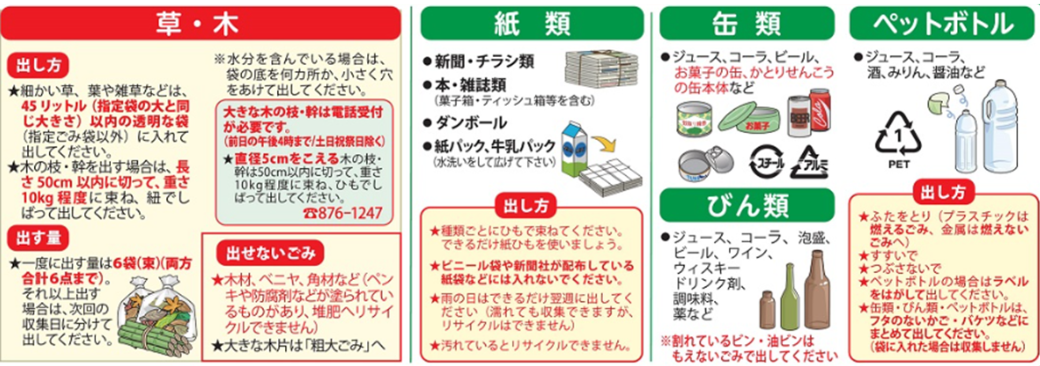 草・木
出し方
★細かい草、葉や雑草などは、
45リットル（指定袋の大と同
じ大きさ）以内の透明な袋
（指定ごみ袋以外）に入れて
出してください。
★木の枝・幹を出す場合は、長
さ50cm以内に切って、重さ
10kg程度に束ね、紐でし
ばって出してください。
出す量
★一度に出す量は6袋(束)(両方
合計6点まで)。
それ以上出す
場合は、次回の
収集日に分けて
出してください。
※水分を含んでいる場合は、
袋の底を何カ所か、小さく穴
をあけて出してください。
大きな木の枝・幹は電話受付
が必要です。
(前日の午後4時まで/土日祝祭日除く)
★直径5cmをこえる木の枝・
幹は50cm以内に切って、重さ
10kg程度に束ね、ひもでし
ばって出してください。
☎876-1247
出せないごみ
★木材、ベニヤ、角材など（ペン
キや防腐剤などが塗られてい
るものがあり、堆肥へリサイ
クルできません）
★大きな木片は「粗大ごみ」へ
紙類
●新聞・チラシ類
●本・雑誌類
（菓子箱・ティッシュ箱等を含む）
●ダンボール
●紙パック、牛乳パック
（水洗いをして広げて下さい）
牛乳
出し方
★種類ごとにひもで束ねてください。
できるだけ紙ひもを使いましょう。
★ビニール袋や新聞社が配布している
紙袋などには入れないでください。
★雨の日はできるだけ翌週に出してくだ
さい（濡れても収集できますが、
リサイクルはできません）
★汚れているとリサイクルできません。
缶類
●ジュース、コーラ、ビール、
お菓子の缶、かとりせんこう
の缶本体など
お菓子
BEER
スチール
アルミ
びん類
●ジュース、コーラ、泡盛、
ビール、ワイン、
ウィスキー
ドリンク剤、
調味料、
薬など
※割れているビン・油ビンは
もえないごみで出してください
ペットボトル
●ジュース、コーラ、
酒、みりん、醤油など
1
PET
出し方
★ふたをとり（プラスチックは
燃えるごみ、金属は燃えない
ごみへ）
★すすいで
★つぶさないで
★ペットボトルの場合はラベル
をはがして出してください。
★缶類・びん類・ペットボトルは、
フタのないかご・バケツなどに
まとめて出してください。
（袋に入れた場合は収集しません）